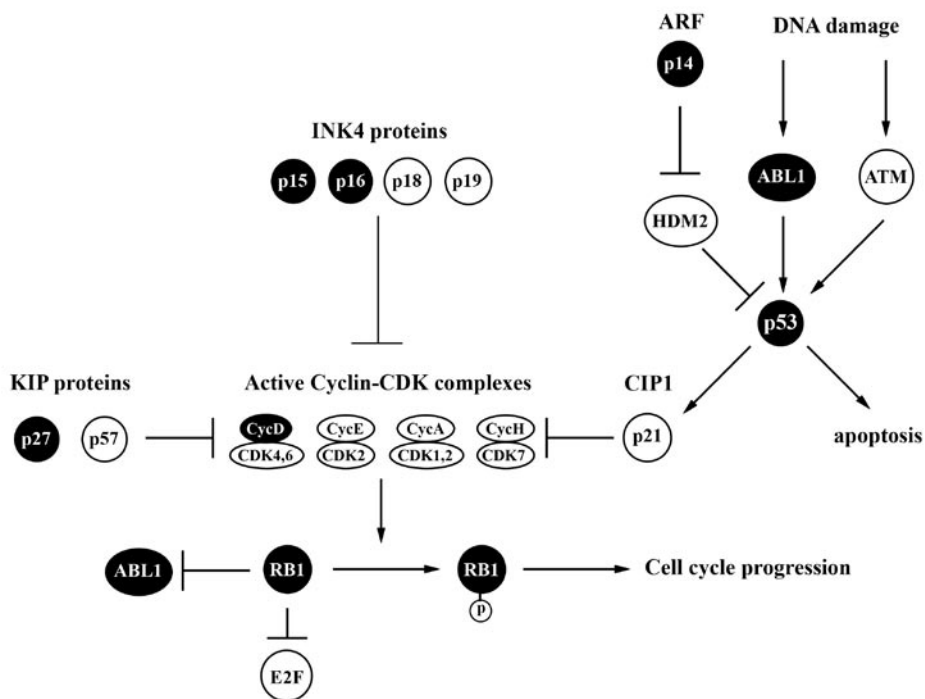 ARF
DNA damage
p14
INK4 proteins
p15 p16 p18 p19
ABL1
ATM
HDM2
p53
KIP proteins
Active Cyclin-CDK complexes
CIP1
p27 p57
CycD CycE CycA CycH
CDK4,6 CDK2 CDK1,2 CDK7
p21
apoptosis
ABL1
RB1
RB1
p
Cell cycle progression
E2F